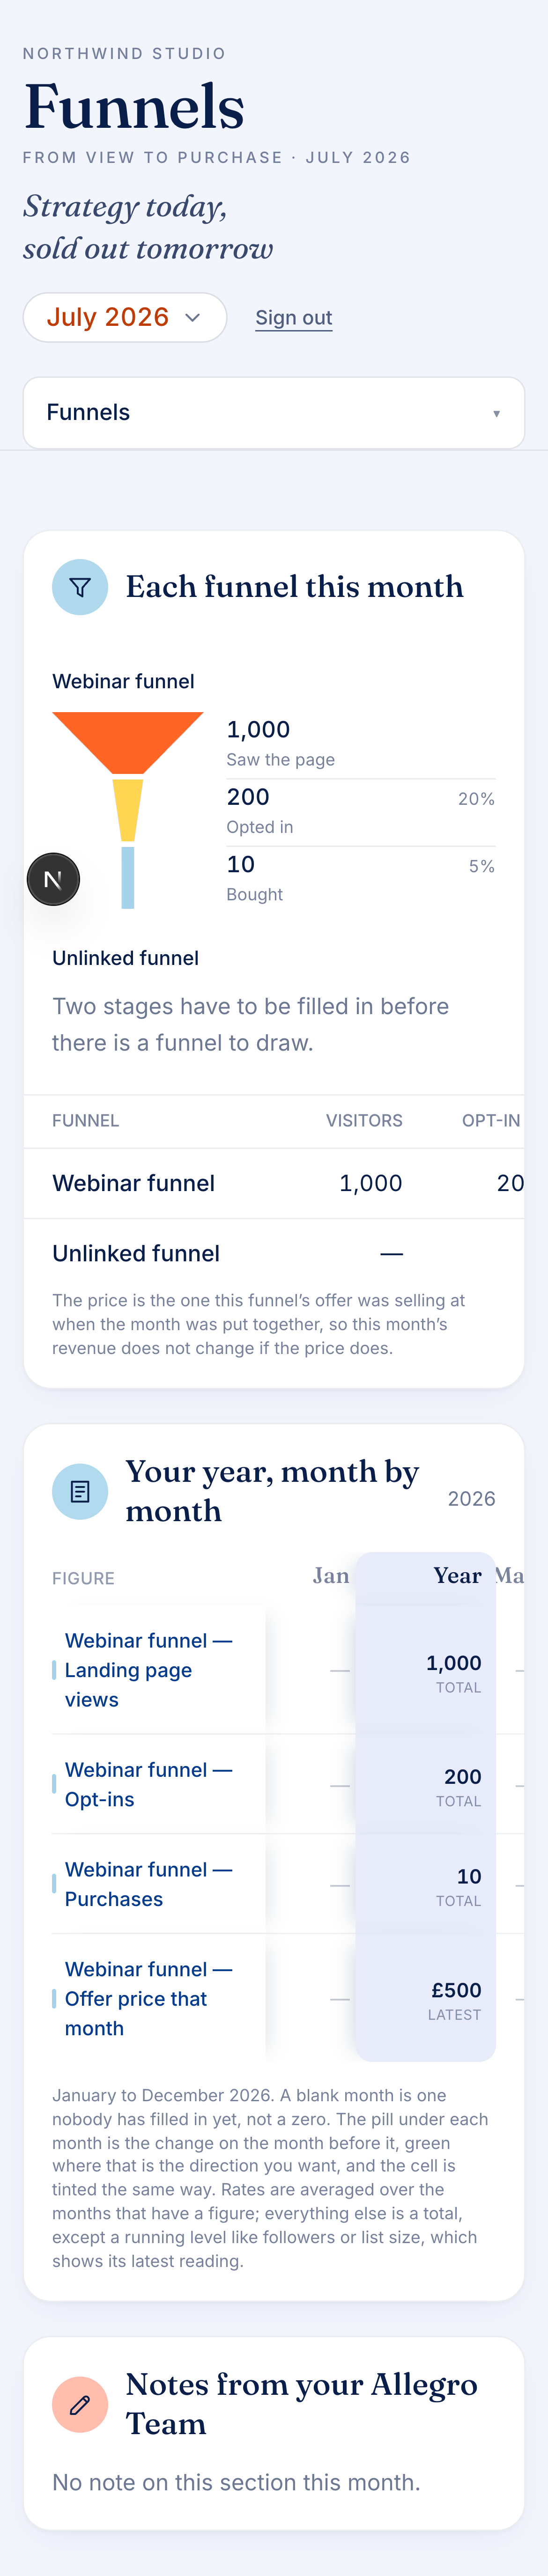 NORTHWIND STUDIO
Funnels
FROM VIEW TO PURCHASE · JULY 2026
Strategy today,
sold out tomorrow
July 2026
Sign out
Funnels
Each funnel this month
Webinar funnel
1,000
Saw the page
200 20%
Opted in
10 5%
Bought
N
Unlinked funnel
Two stages have to be filled in before
there is a funnel to draw.
FUNNEL VISITORS OPT-IN
Webinar funnel 1,000 20
Unlinked funnel —
The price is the one this funnel’s offer was selling at
when the month was put together, so this month’s
revenue does not change if the price does.
Your year, month by
month
2026
FIGURE Jan Year Ma
Webinar funnel —
Landing page
views
— 1,000 –
TOTAL
Webinar funnel —
Opt-ins
— 200 –
TOTAL
Webinar funnel —
Purchases
— 10 –
TOTAL
Webinar funnel —
Offer price that
month
— £500 –
LATEST
January to December 2026. A blank month is one
nobody has filled in yet, not a zero. The pill under each
month is the change on the month before it, green
where that is the direction you want, and the cell is
tinted the same way. Rates are averaged over the
months that have a figure; everything else is a total,
except a running level like followers or list size, which
shows its latest reading.
Notes from your Allegro
Team
No note on this section this month.